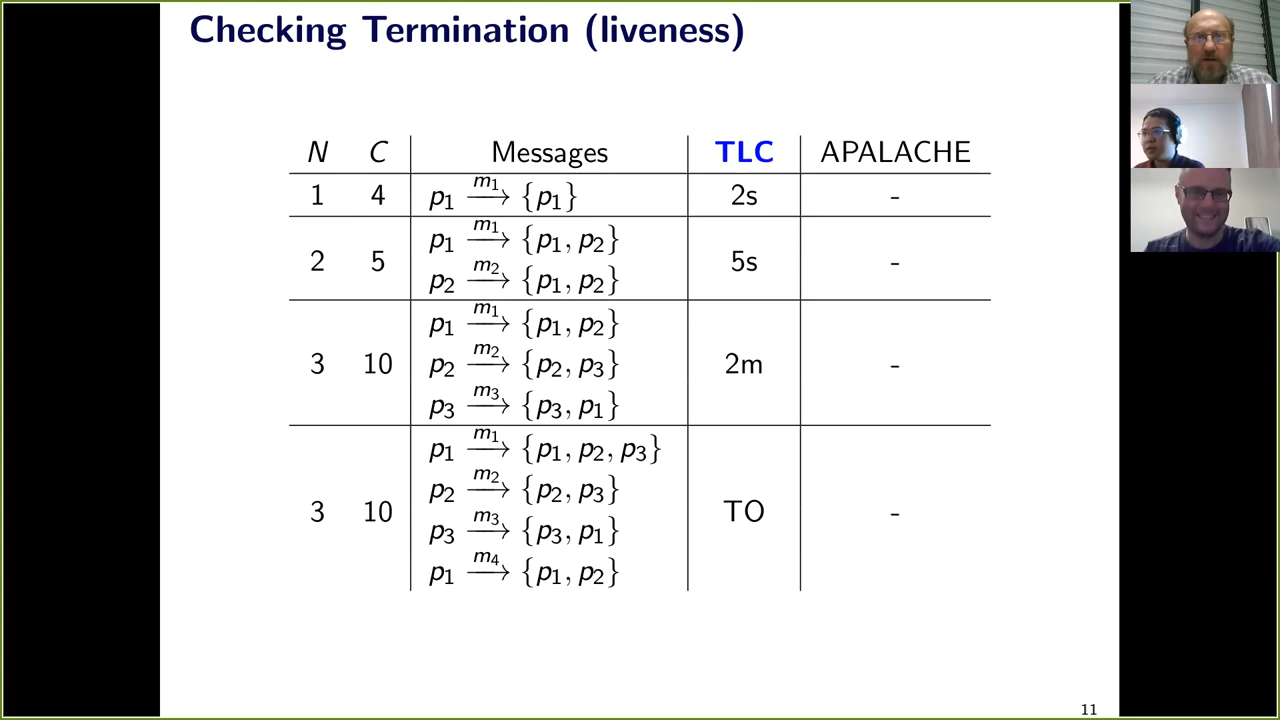 Checking Termination (liveness)
N C Messages TLC APALACHE
1 4 p₁ —m₁→ {p₁} 2s -
2 5 p₁ —m₁→ {p₁, p₂} 5s -
p₂ —m₂→ {p₁, p₂}
3 10 p₁ —m₁→ {p₁, p₂} 2m -
p₂ —m₂→ {p₂, p₃}
p₃ —m₃→ {p₃, p₁}
3 10 p₁ —m₁→ {p₁, p₂, p₃} TO -
p₂ —m₂→ {p₂, p₃}
p₃ —m₃→ {p₃, p₁}
p₁ —m₄→ {p₁, p₂}
11